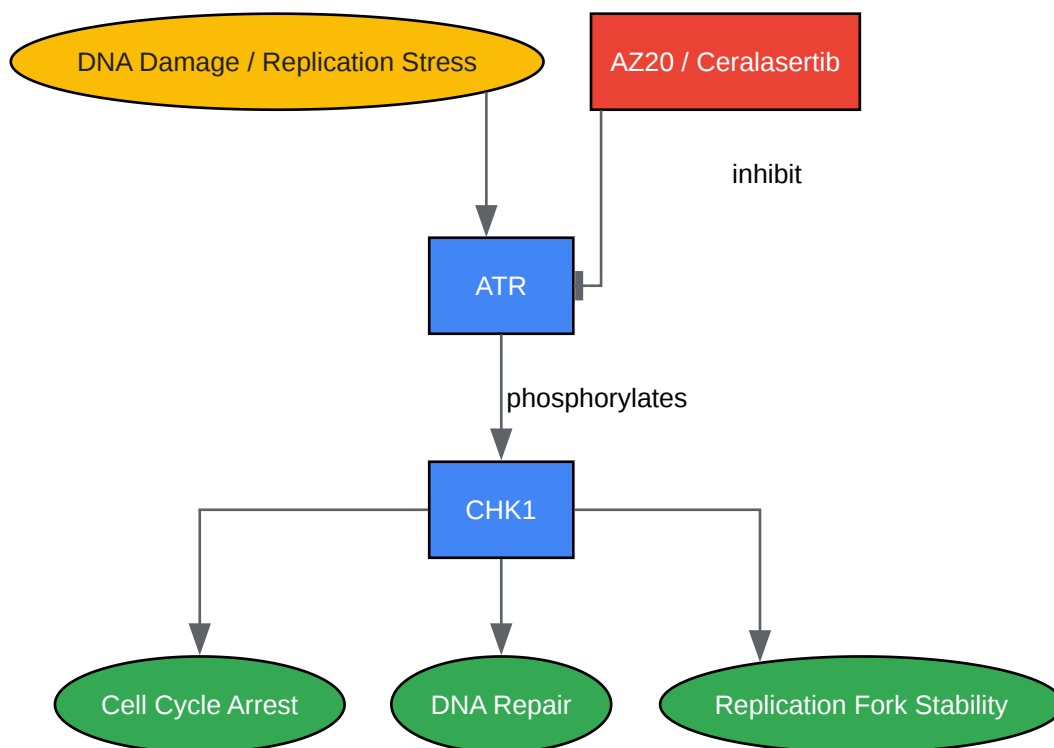 DNA Damage / Replication Stress
AZ20 / Ceralasertib
inhibit
ATR
phosphorylates
CHK1
Cell Cycle Arrest
DNA Repair
Replication Fork Stability